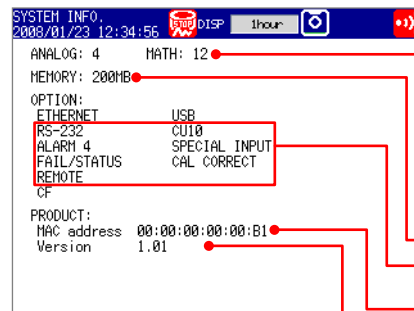 SYSTEM INFO.
2008/01/23 12:34:56 STOP DISP 1hour
ANALOG: 4 MATH: 12
MEMORY: 200MB
OPTION:
ETHERNET USB
RS-232 CU10
ALARM 4 SPECIAL INPUT
FAIL/STATUS CAL CORRECT
REMOTE
CF
PRODUCT:
MAC address 00:00:00:00:00:B1
Version 1.01